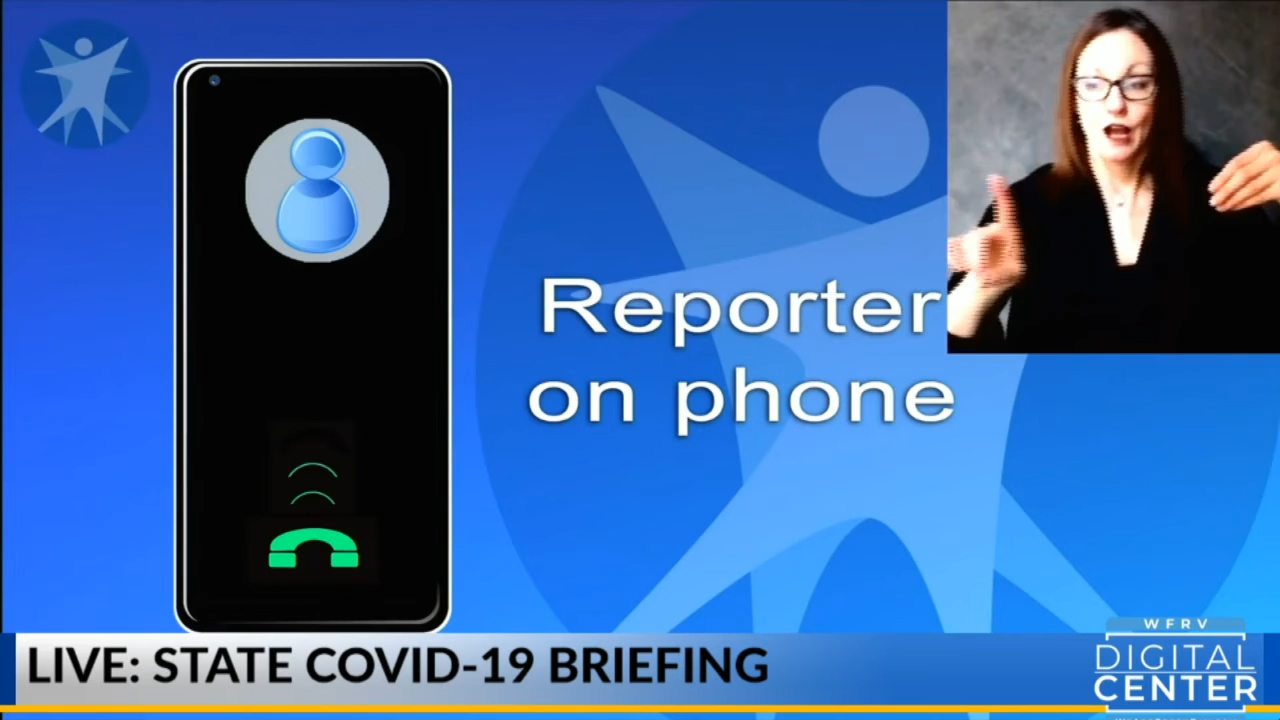 Reporter
on phone
LIVE: STATE COVID-19 BRIEFING
WFRV
DIGITAL
CENTER